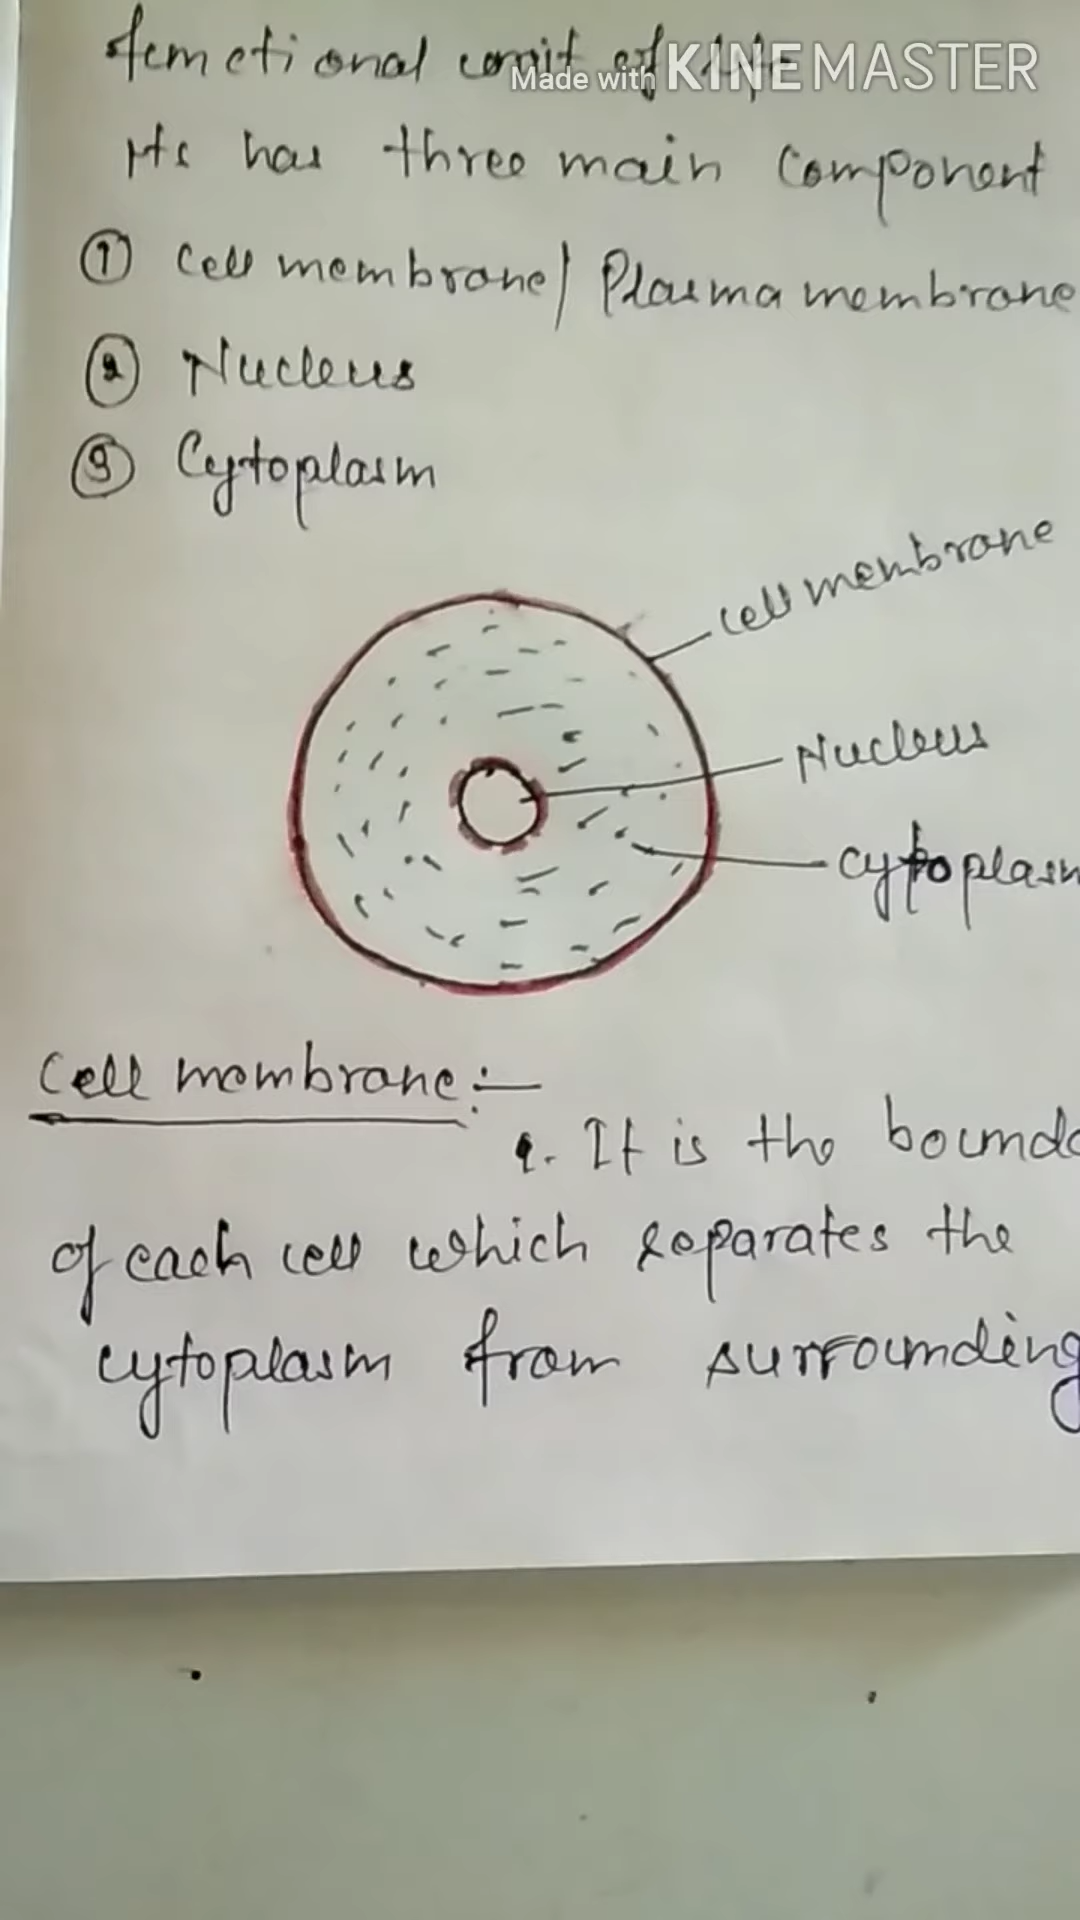 functional unit of life
Made with KINEMASTER
Its has three main component
① Cell membrane/ Plasma membrane
② Nucleus
③ Cytoplasm
cell membrane
Nucleus
cytoplasm
Cell membrane :-
1. It is the bounda
of each cell which separates the
cytoplasm from surrounding